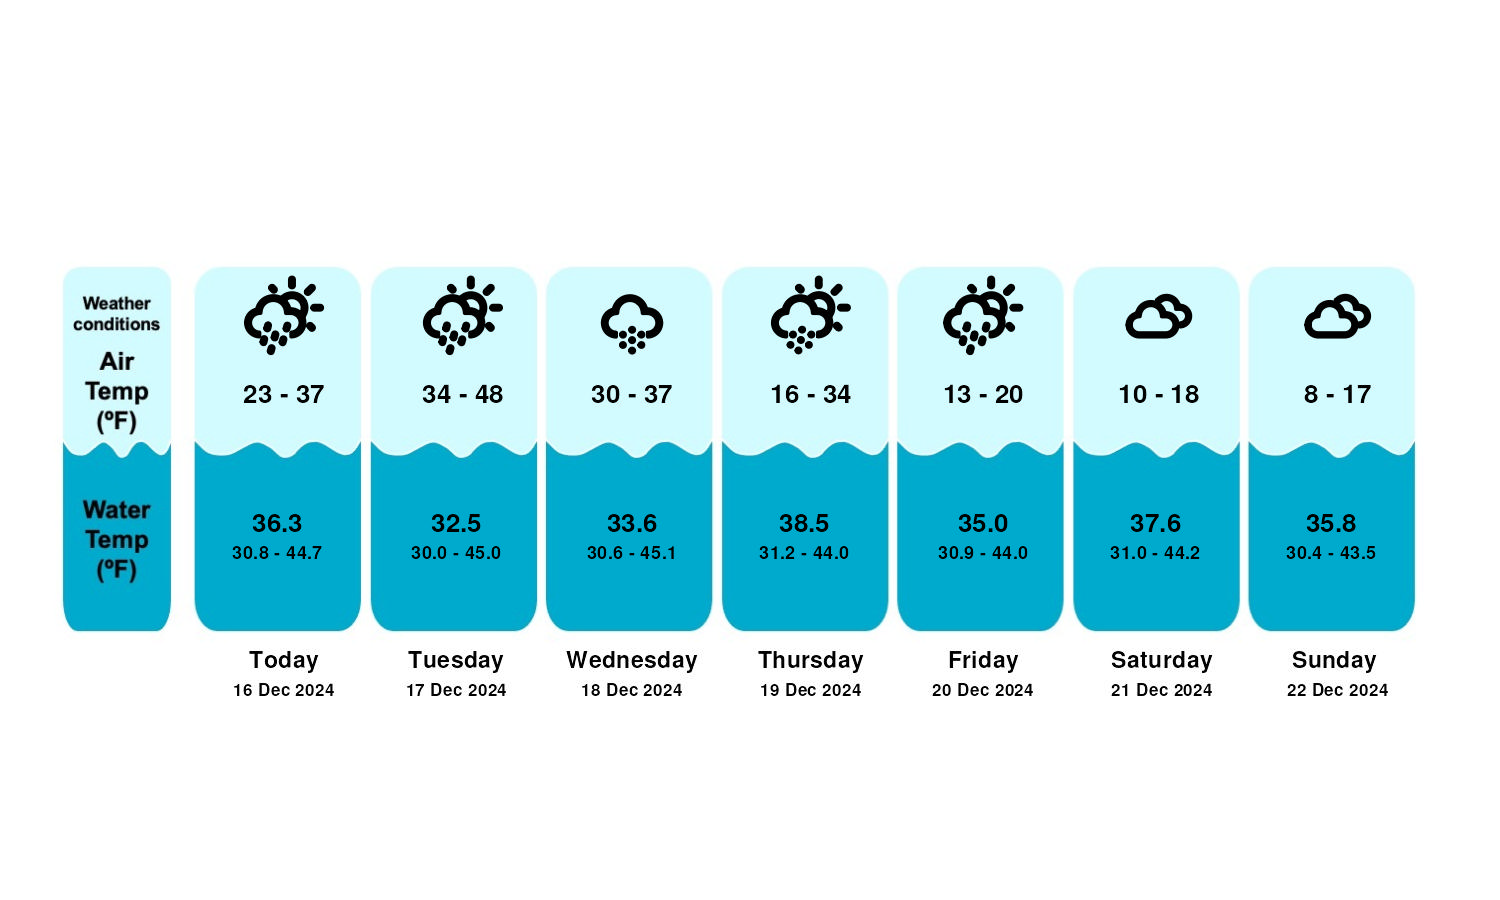 Weather
conditions
Air
Temp
(ºF)
Water
Temp
(ºF)
23 - 37
36.3
30.8 - 44.7
Today
16 Dec 2024
34 - 48
32.5
30.0 - 45.0
Tuesday
17 Dec 2024
30 - 37
33.6
30.6 - 45.1
Wednesday
18 Dec 2024
16 - 34
38.5
31.2 - 44.0
Thursday
19 Dec 2024
13 - 20
35.0
30.9 - 44.0
Friday
20 Dec 2024
10 - 18
37.6
31.0 - 44.2
Saturday
21 Dec 2024
8 - 17
35.8
30.4 - 43.5
Sunday
22 Dec 2024